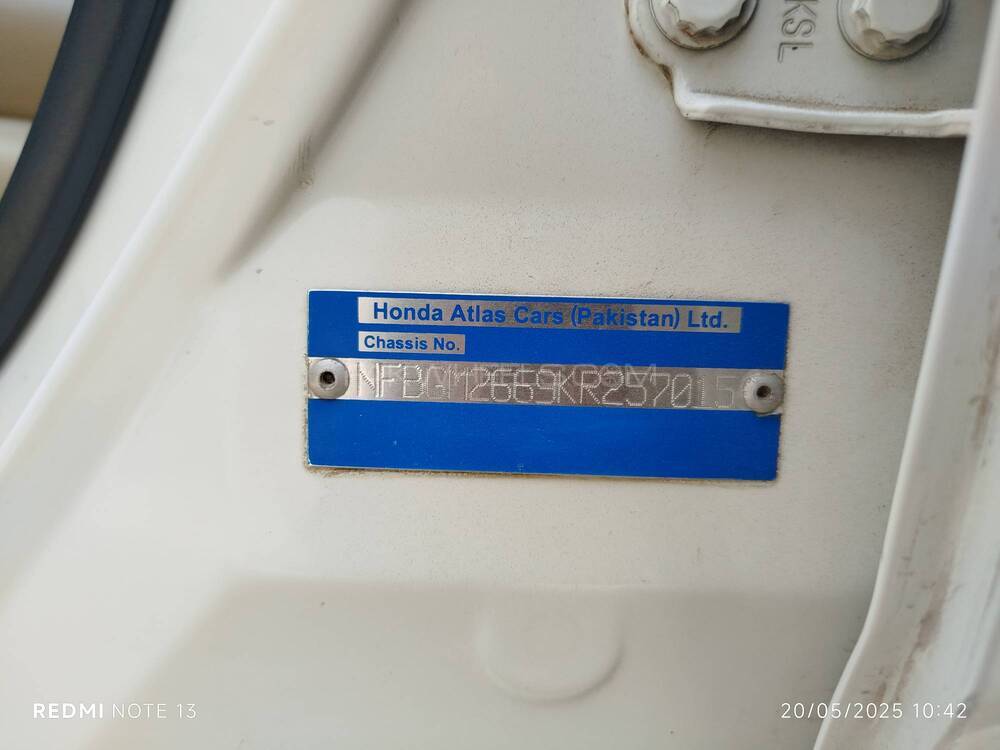 KSL
Honda Atlas Cars (Pakistan) Ltd.
Chassis No.
NFBGM2669KR257015
REDMI NOTE 13
20/05/2025 10:42